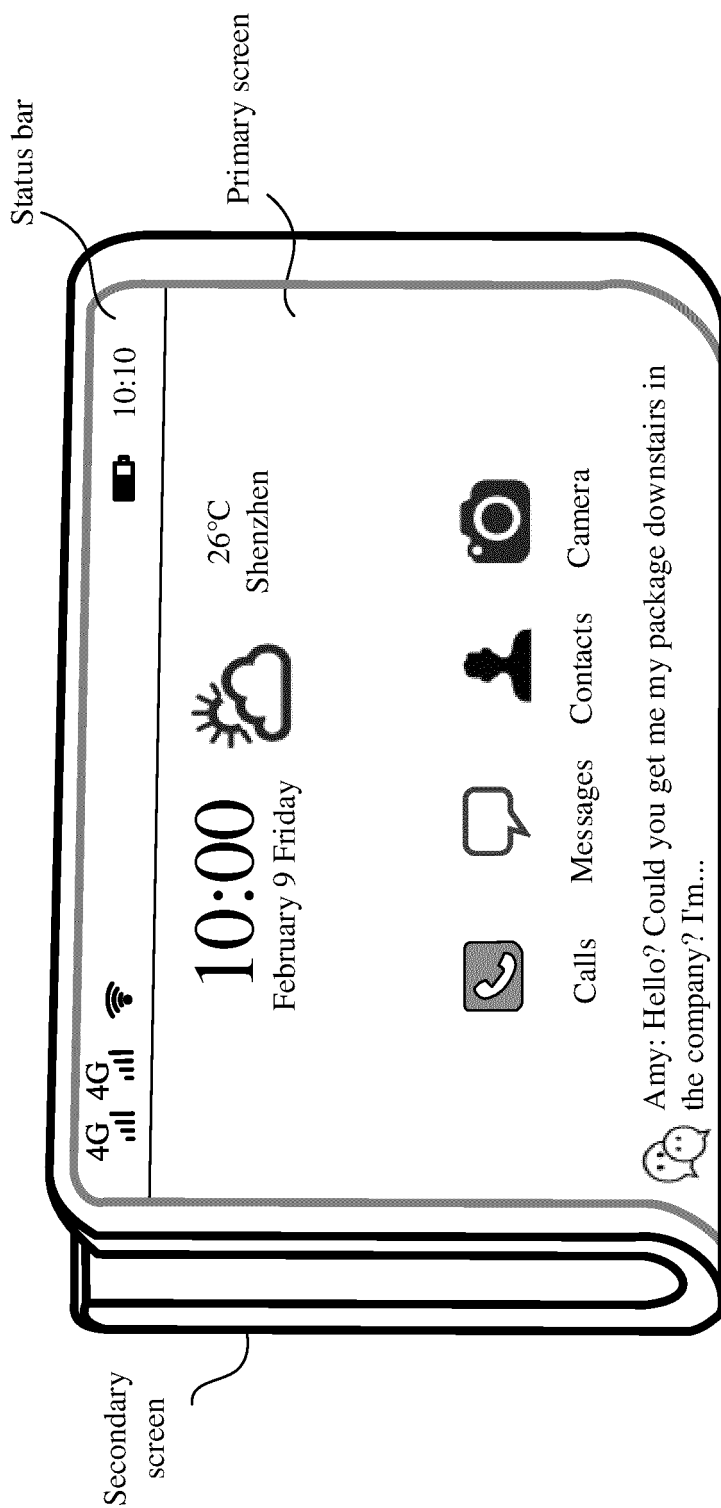 Status bar
Primary screen
Secondary
screen
4G 4G
10:10
10:00
February 9 Friday
26°C
Shenzhen
Calls Messages Contacts Camera
Amy: Hello? Could you get me my package downstairs in
the company? I'm...